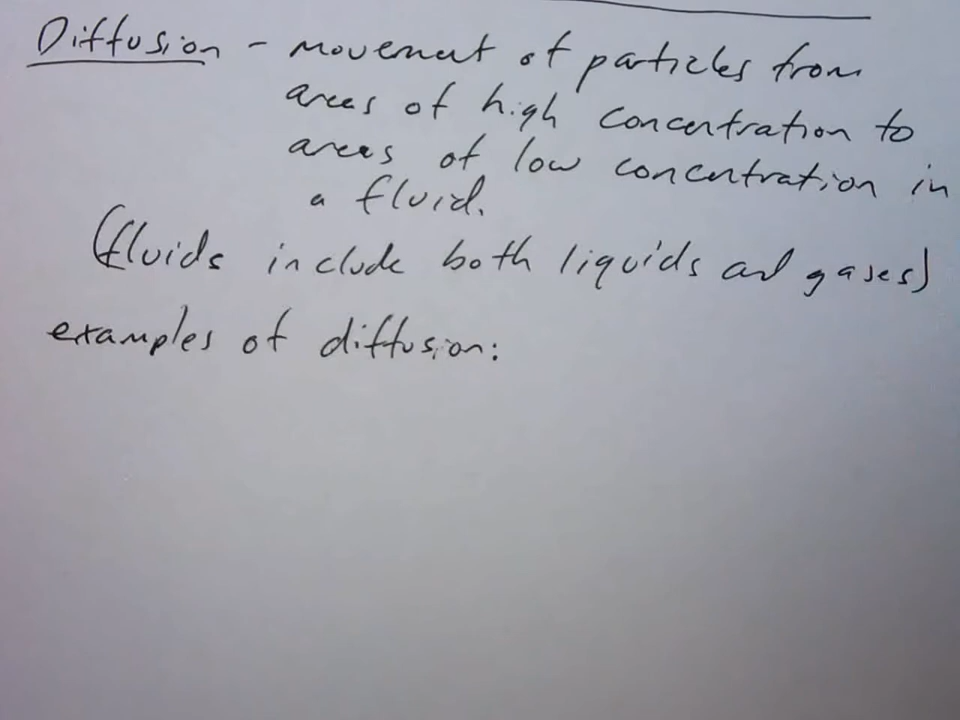 Diffusion - movement of particles from
areas of high concentration to
areas of low concentration in
a fluid.
(fluids include both liquids and gases)
examples of diffusion: